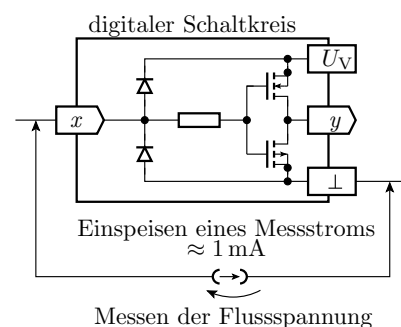 digitaler Schaltkreis
U_V
x
y
⊥
Einspeisen eines Messstroms
≈ 1 mA
Messen der Flussspannung